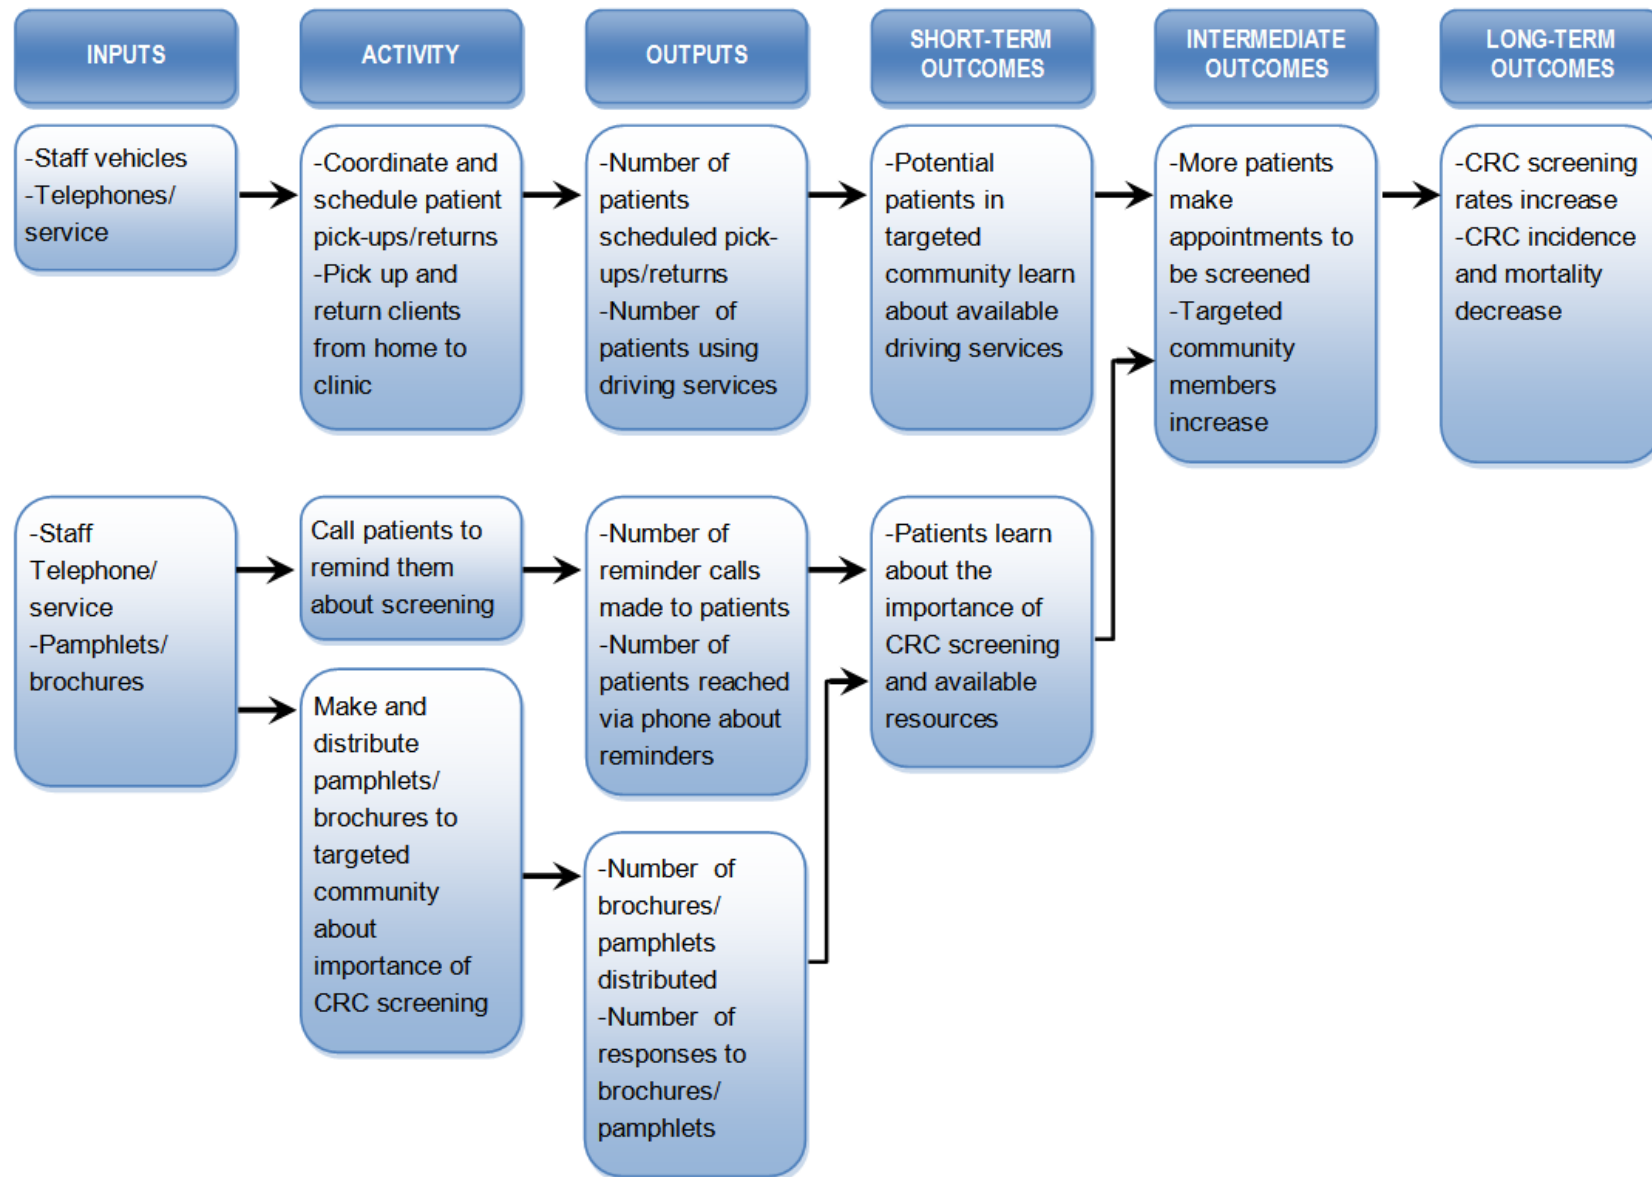 INPUTS
ACTIVITY
OUTPUTS
SHORT-TERM
OUTCOMES
INTERMEDIATE
OUTCOMES
LONG-TERM
OUTCOMES
-Staff vehicles
-Telephones/
service
-Coordinate and
schedule patient
pick-ups/returns
-Pick up and
return clients
from home to
clinic
-Number of
patients
scheduled pick-
ups/returns
-Number of
patients using
driving services
-Potential
patients in
targeted
community learn
about available
driving services
-More patients
make
appointments to
be screened
-Targeted
community
members
increase
-CRC screening
rates increase
-CRC incidence
and mortality
decrease
-Staff
Telephone/
service
-Pamphlets/
brochures
Call patients to
remind them
about screening
-Number of
reminder calls
made to patients
-Number of
patients reached
via phone about
reminders
-Patients learn
about the
importance of
CRC screening
and available
resources
Make and
distribute
pamphlets/
brochures to
targeted
community
about
importance of
CRC screening
-Number of
brochures/
pamphlets
distributed
-Number of
responses to
brochures/
pamphlets